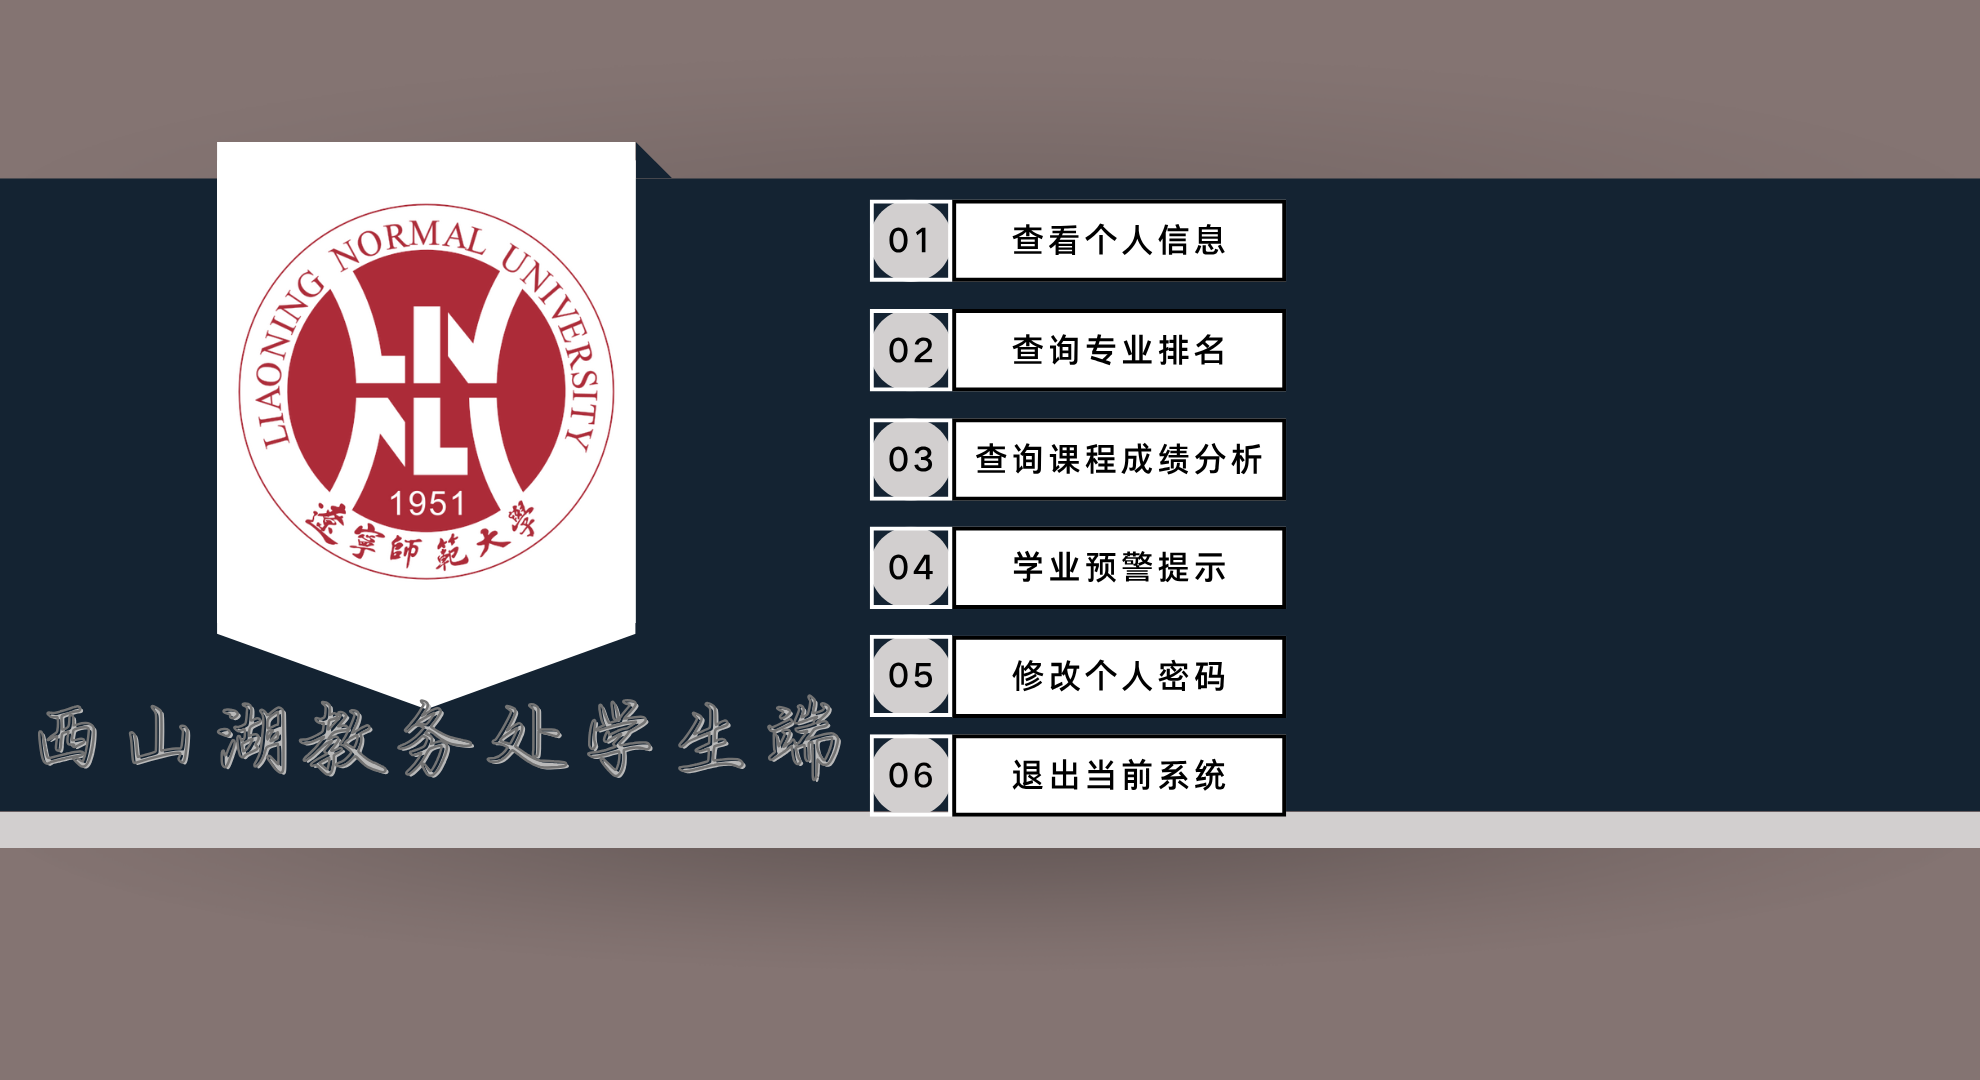 LIAONING NORMAL UNIVERSITY
1951
遼寧師範大學
西山湖教务处学生端
01 查看个人信息
02 查询专业排名
03 查询课程成绩分析
04 学业预警提示
05 修改个人密码
06 退出当前系统